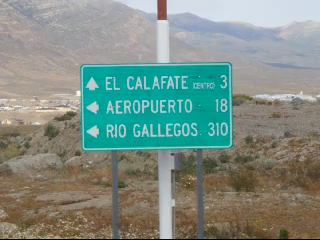 EL CALAFATE (CENTRO) 3
AEROPUERTO 18
RIO GALLEGOS 310